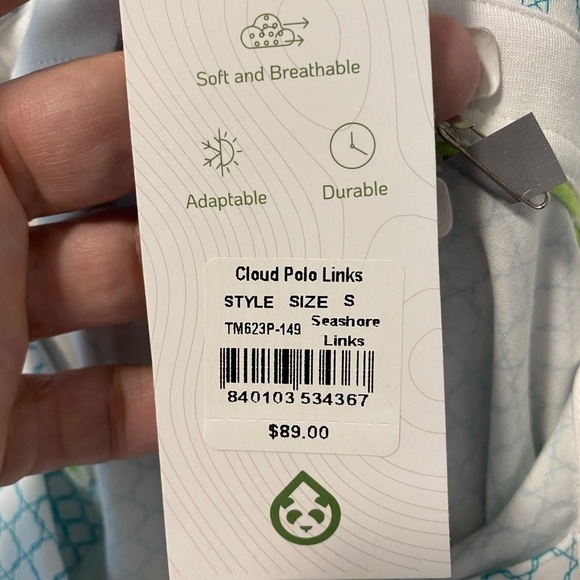 Soft and Breathable
Adaptable
Durable
Cloud Polo Links
STYLE SIZE S
TM623P-149 Seashore
Links
840103 534367
$89.00